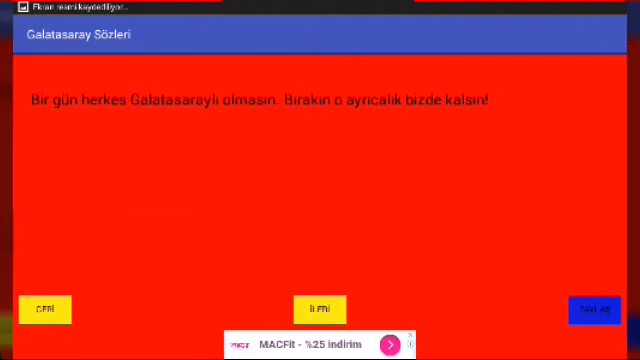 Ekran resmi kaydediliyor...
Galatasaray Sözleri
Bir gün herkes Galatasaraylı olmasın. Bırakın o ayrıcalık bizde kalsın!
GERİ
İLERİ
PAYLAŞ
MACFit - %25 indirim